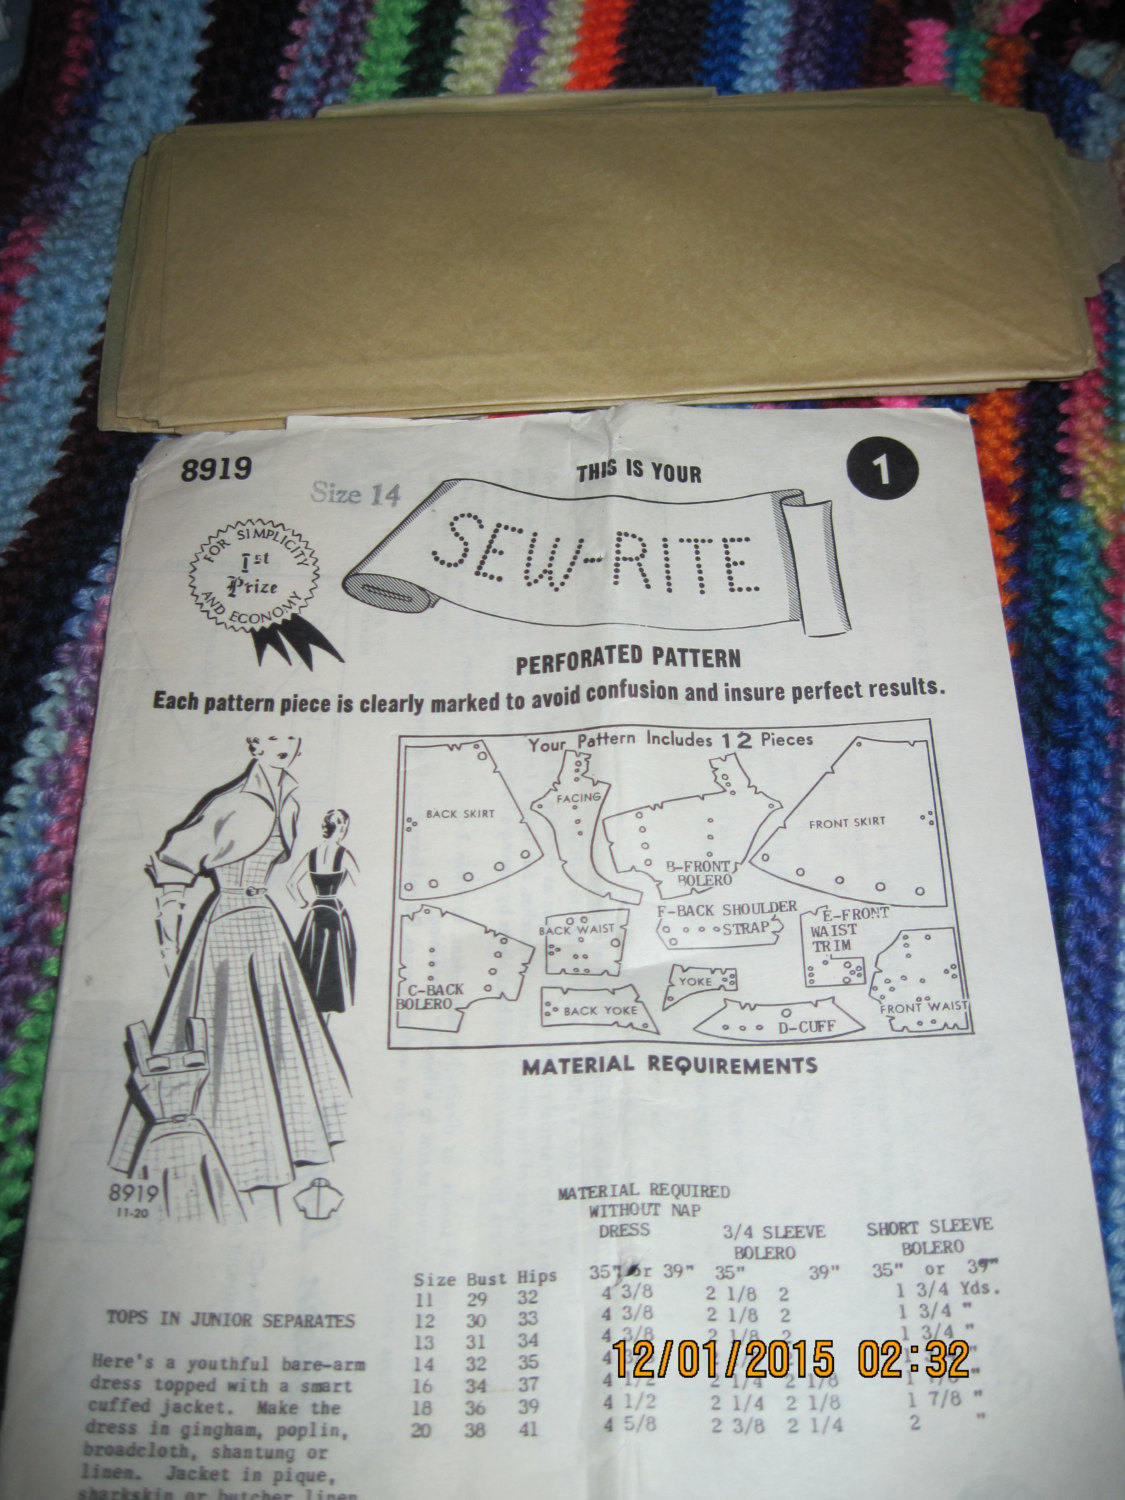 8919
Size 14
THIS IS YOUR
1
FOR SIMPLICITY
1st
Prize
AND ECONOMY
SEW-RITE
PERFORATED PATTERN
Each pattern piece is clearly marked to avoid confusion and insure perfect results.
Your Pattern Includes 12 Pieces
BACK SKIRT
FACING
B-FRONT
BOLERO
FRONT SKIRT
C-BACK
BOLERO
BACK WAIST
F-BACK SHOULDER
STRAP
E-FRONT
WAIST
TRIM
YOKE
BACK YOKE
D-CUFF
FRONT WAIST
MATERIAL REQUIREMENTS
8919
11-20
MATERIAL REQUIRED
WITHOUT NAP
DRESS 3/4 SLEEVE SHORT SLEEVE
BOLERO BOLERO
Size Bust Hips 35" or 39" 35" 39" 35" or 39"
11 29 32 4 3/8 2 1/8 2 1 3/4 Yds.
12 30 33 4 3/8 2 1/8 2 1 3/4 "
13 31 34 4 3/8 2 1/8 2 1 3/4 "
14 32 35 4
16 34 37 4 1/2 2 1/4 2 1/8 1
18 36 39 4 1/2 2 1/4 2 1/8 1 7/8 "
20 38 41 4 5/8 2 3/8 2 1/4 2 "
12/01/2015 02:32
TOPS IN JUNIOR SEPARATES
Here's a youthful bare-arm
dress topped with a smart
cuffed jacket. Make the
dress in gingham, poplin,
broadcloth, shantung or
linen. Jacket in pique,
sharkskin or butcher linen